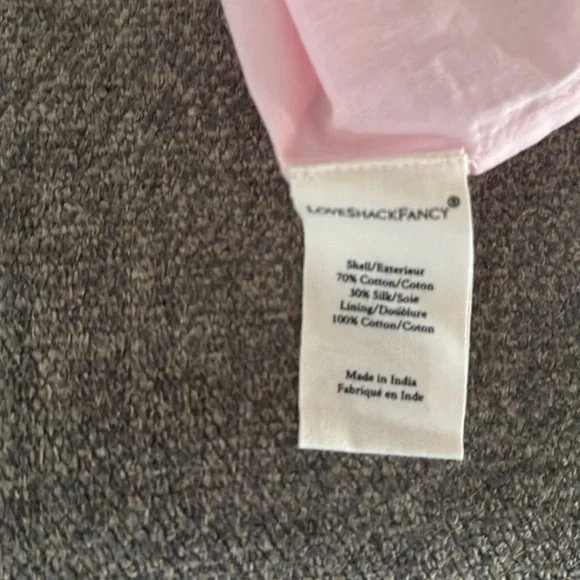 LOVESHACKFANCY®
Shell/Exterieur
70% Cotton/Coton
30% Silk/Soie
Lining/Doublure
100% Cotton/Coton
Made in India
Fabriqué en Inde